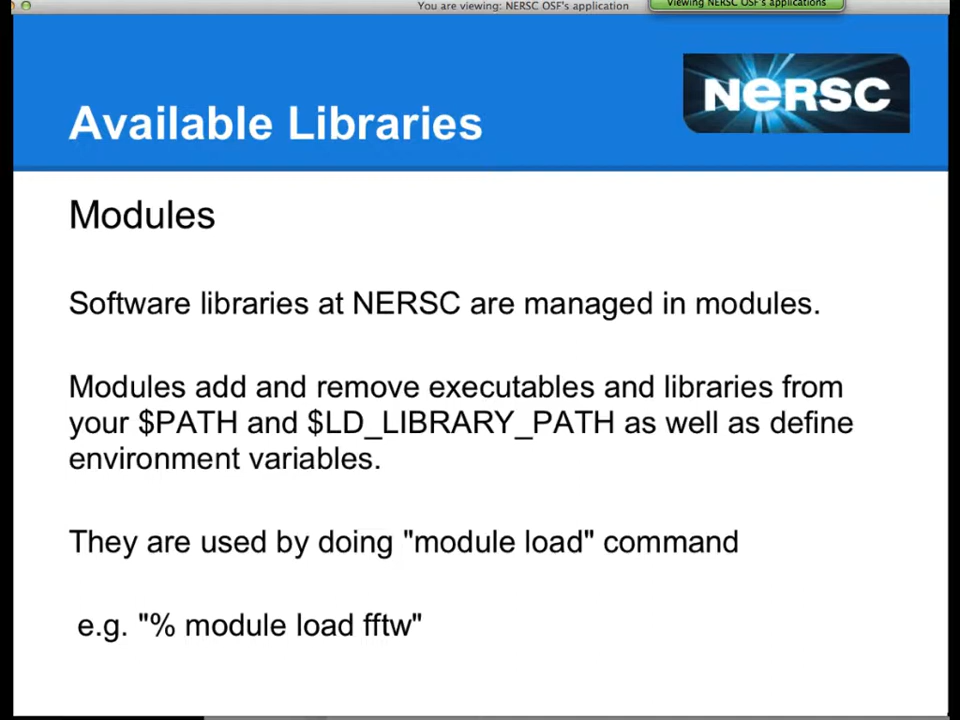 You are viewing: NERSC OSF's application
Viewing NERSC OSF's applications
Available Libraries
NERSC
Modules
Software libraries at NERSC are managed in modules.
Modules add and remove executables and libraries from
your $PATH and $LD_LIBRARY_PATH as well as define
environment variables.
They are used by doing "module load" command
e.g. "% module load fftw"